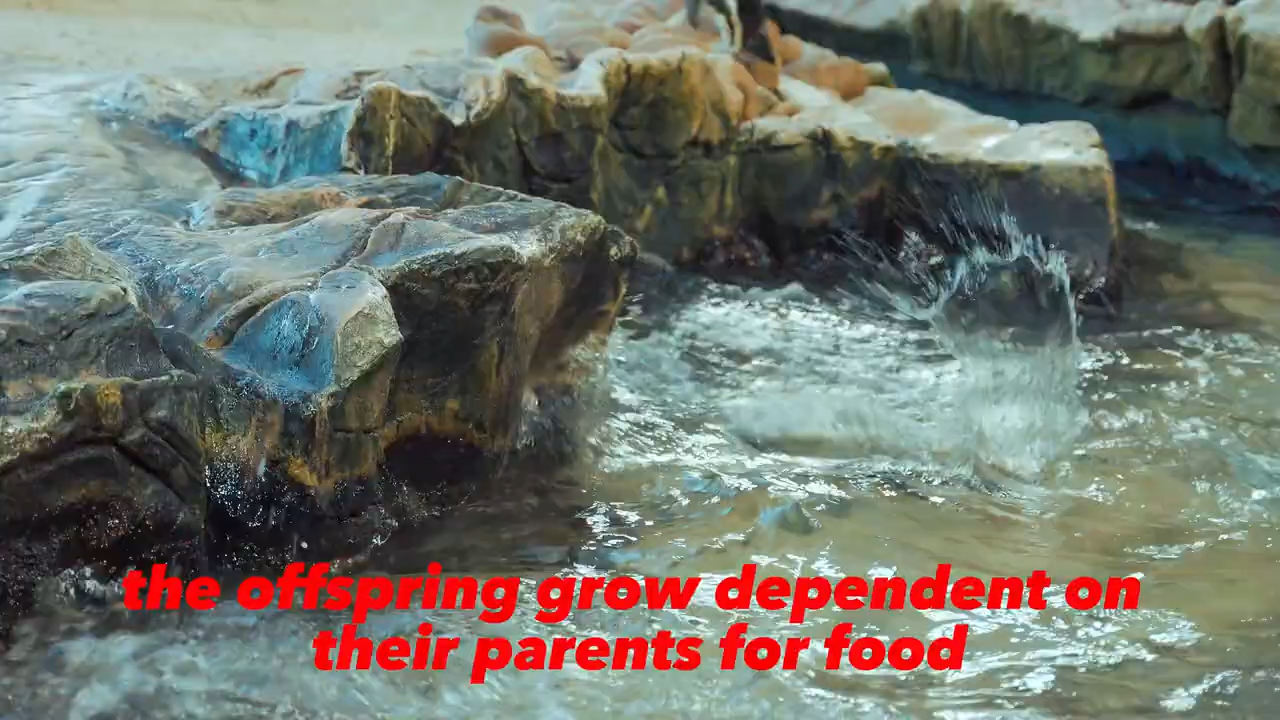 the offspring grow dependent on
their parents for food